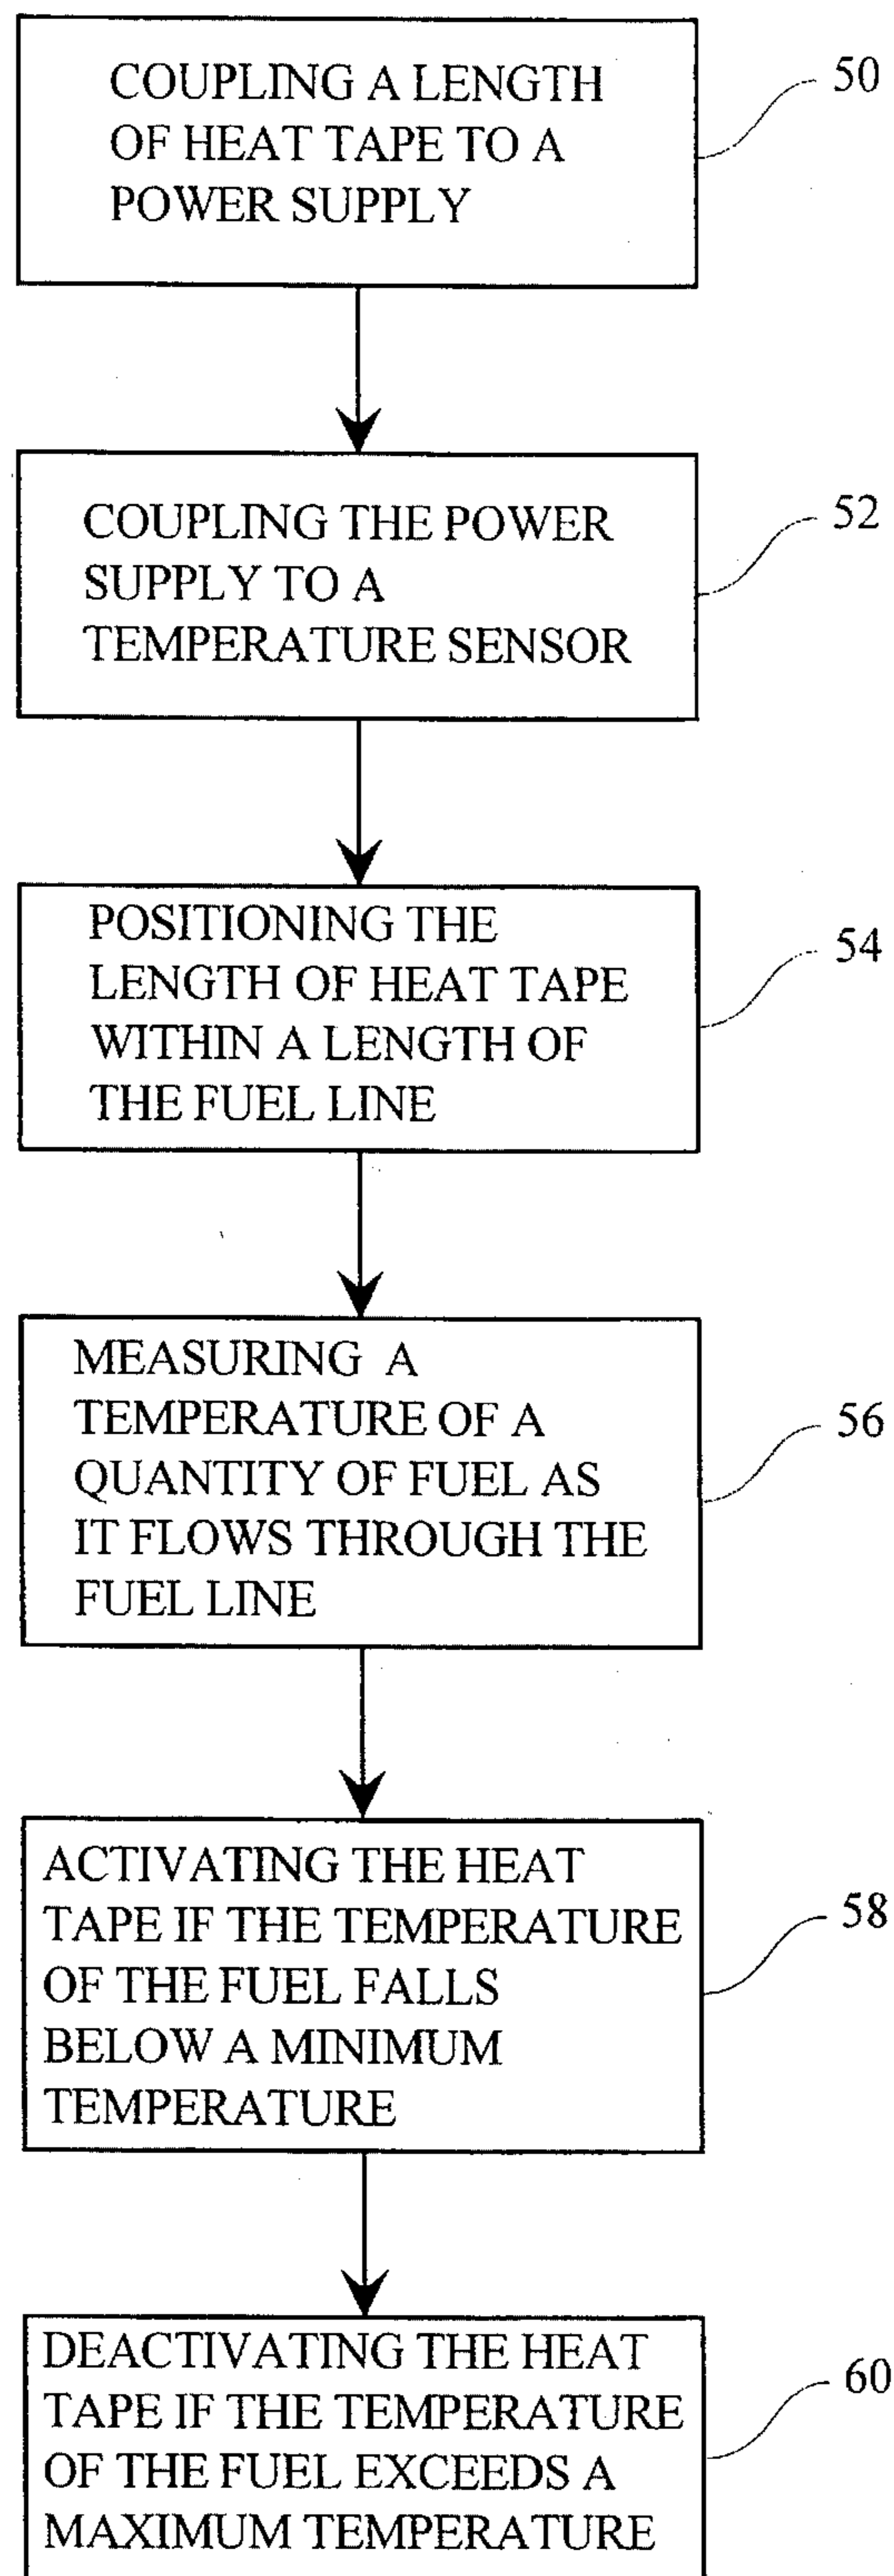 COUPLING A LENGTH
OF HEAT TAPE TO A
POWER SUPPLY
50
COUPLING THE POWER
SUPPLY TO A
TEMPERATURE SENSOR
52
POSITIONING THE
LENGTH OF HEAT TAPE
WITHIN A LENGTH OF
THE FUEL LINE
54
MEASURING A
TEMPERATURE OF A
QUANTITY OF FUEL AS
IT FLOWS THROUGH THE
FUEL LINE
56
ACTIVATING THE HEAT
TAPE IF THE TEMPERATURE
OF THE FUEL FALLS
BELOW A MINIMUM
TEMPERATURE
58
DEACTIVATING THE HEAT
TAPE IF THE TEMPERATURE
OF THE FUEL EXCEEDS A
MAXIMUM TEMPERATURE
60